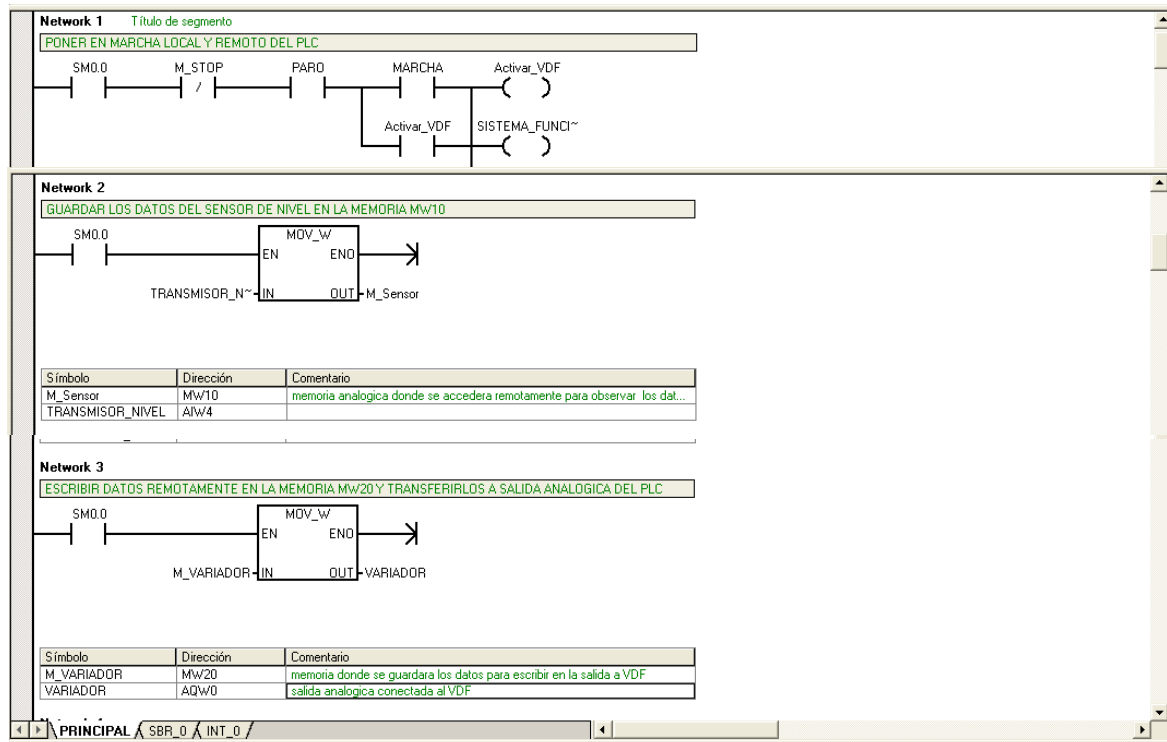 Network 1 Título de segmento
PONER EN MARCHA LOCAL Y REMOTO DEL PLC
SM0.0 M_STOP PARO MARCHA Activar_VDF
/
Activar_VDF SISTEMA_FUNCI~
Network 2
GUARDAR LOS DATOS DEL SENSOR DE NIVEL EN LA MEMORIA MW10
SM0.0 MOV_W
EN ENO
TRANSMISOR_N~ IN OUT M_Sensor
Símbolo Dirección Comentario
M_Sensor MW10 memoria analogica donde se accedera remotamente para observar los dat...
TRANSMISOR_NIVEL AIW4
Network 3
ESCRIBIR DATOS REMOTAMENTE EN LA MEMORIA MW20 Y TRANSFERIRLOS A SALIDA ANALOGICA DEL PLC
SM0.0 MOV_W
EN ENO
M_VARIADOR IN OUT VARIADOR
Símbolo Dirección Comentario
M_VARIADOR MW20 memoria donde se guardara los datos para escribir en la salida a VDF
VARIADOR AQW0 salida analogica conectada al VDF
PRINCIPAL SBR_0 INT_0